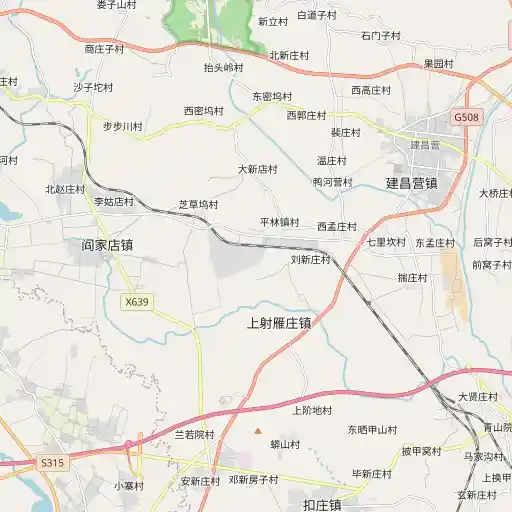 娄子山村
白道子村
新立村
石门子村
商庄子村
北新庄村
果园村
抬头岭村
庄村
沙子坨村
西高庄村
东密坞村
西密坞村
西郭庄村
G508
步步川村
裴庄村
建昌营
河村
温庄村
大新店村
鸭河营村
建昌营镇
北赵庄村
大桥庄村
李姑店村
芝草坞村
平林镇村
西孟庄村
阎家店镇
七里坎村
东孟庄村
后窝子村
刘新庄村
前窝子村
揣庄村
X639
上射雁庄镇
大贤庄村
上阶地村
青山院
兰若院村
东晒甲山村
蟒山村
披甲窝村
马家沟村
S315
毕新庄村
上换甲
小寨村
安新庄村
邓新房子村
玄新庄村
扣庄镇